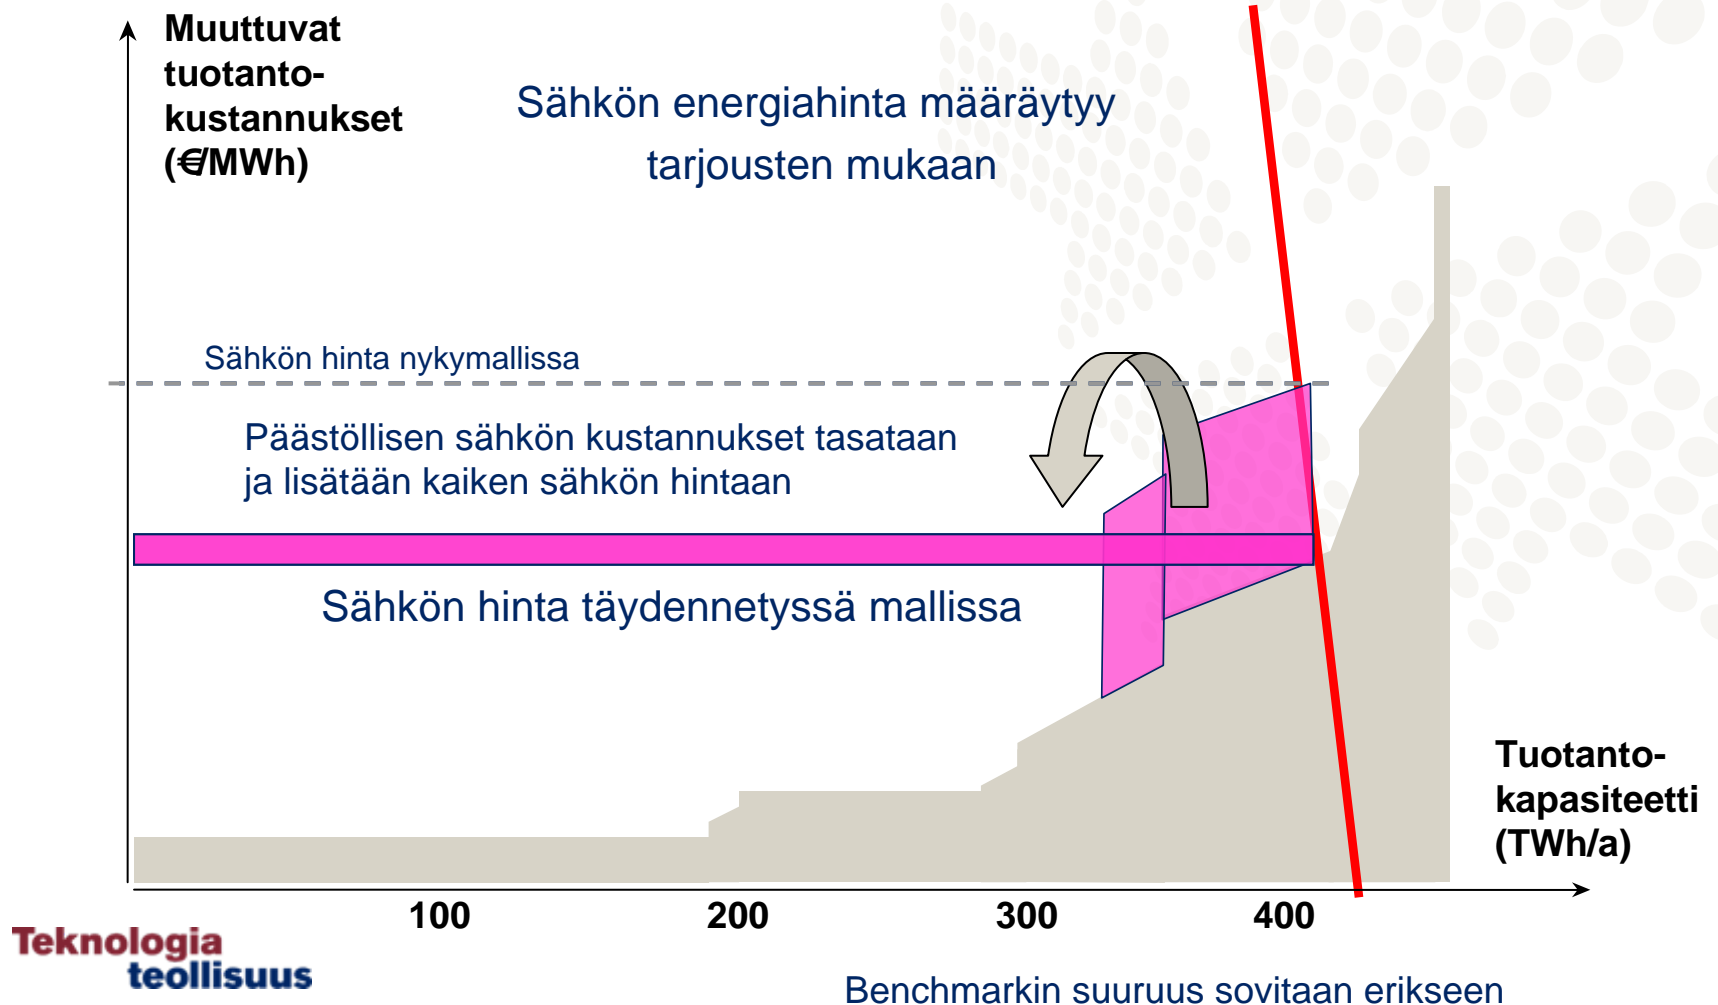 Muuttuvat
tuotanto-
kustannukset
(€/MWh)
Sähkön energiahinta määräytyy
tarjousten mukaan
Sähkön hinta nykymallissa
Päästöllisen sähkön kustannukset tasataan
ja lisätään kaiken sähkön hintaan
Sähkön hinta täydennetyssä mallissa
Tuotanto-
kapasiteetti
(TWh/a)
100 200 300 400
Teknologia
teollisuus
Benchmarkin suuruus sovitaan erikseen